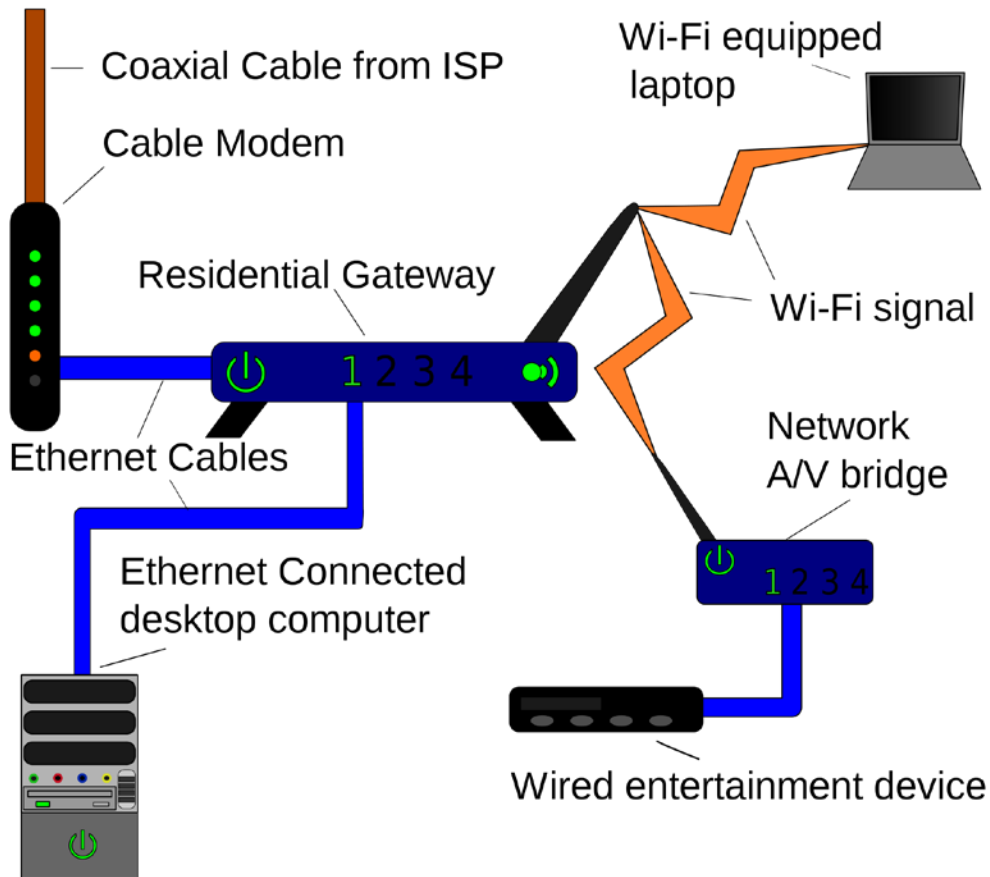 Coaxial Cable from ISP
Cable Modem
Wi-Fi equipped
laptop
Residential Gateway
Wi-Fi signal
1 2 3 4
Ethernet Cables
Network
A/V bridge
1 2 3 4
Ethernet Connected
desktop computer
Wired entertainment device